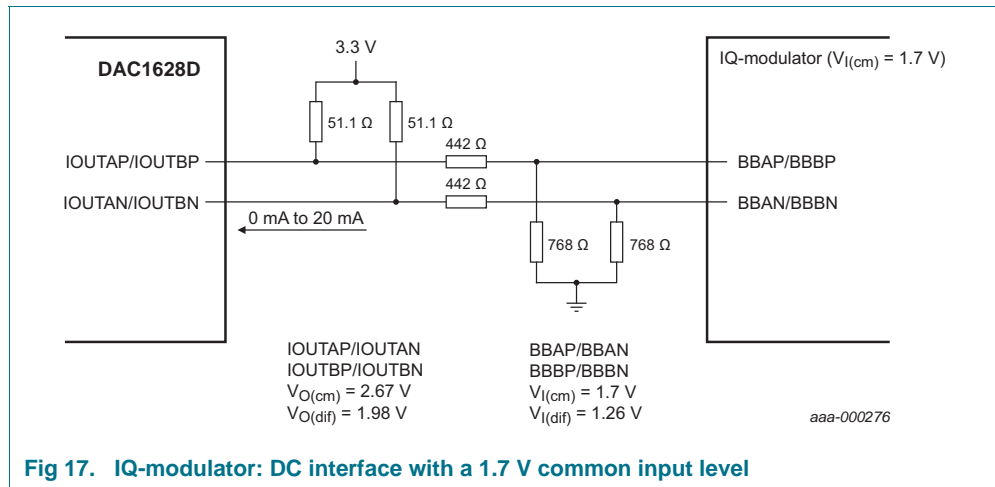 3.3 V
DAC1628D
IQ-modulator (VI(cm) = 1.7 V)
51.1 Ω
51.1 Ω
442 Ω
IOUTAP/IOUTBP
BBAP/BBBP
442 Ω
IOUTAN/IOUTBN
BBAN/BBBN
0 mA to 20 mA
768 Ω
768 Ω
IOUTAP/IOUTAN
IOUTBP/IOUTBN
VO(cm) = 2.67 V
VO(dif) = 1.98 V
BBAP/BBAN
BBBP/BBBN
VI(cm) = 1.7 V
VI(dif) = 1.26 V
aaa-000276
Fig 17. IQ-modulator: DC interface with a 1.7 V common input level